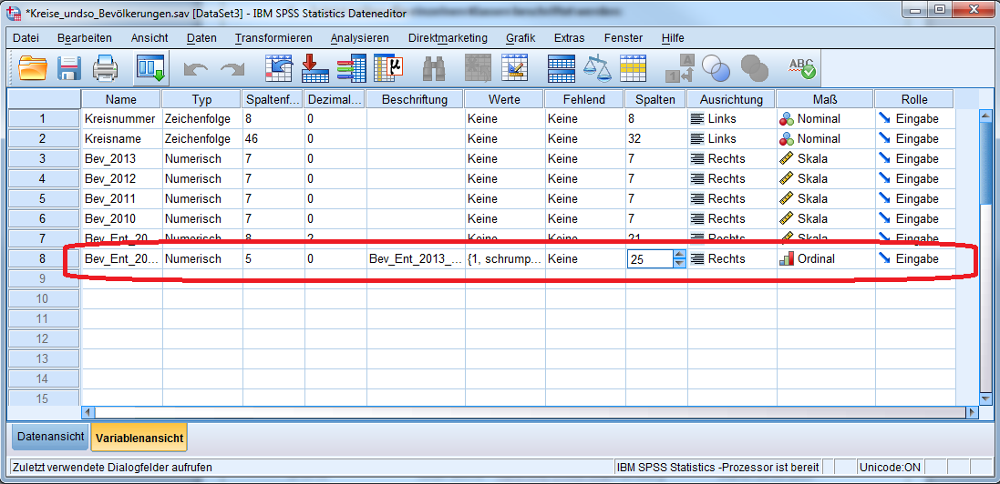 *Kreise_undso_Bevölkerungen.sav [DataSet3] - IBM SPSS Statistics Dateneditor
Datei Bearbeiten Ansicht Daten Transformieren Analysieren Direktmarketing Grafik Extras Fenster Hilfe
μ 1 A A ABC
Name Typ Spaltenf... Dezimal... Beschriftung Werte Fehlend Spalten Ausrichtung Maß Rolle
1 Kreisnummer Zeichenfolge 8 0 Keine Keine 8 Links Nominal Eingabe
2 Kreisname Zeichenfolge 46 0 Keine Keine 32 Links Nominal Eingabe
3 Bev_2013 Numerisch 7 0 Keine Keine 7 Rechts Skala Eingabe
4 Bev_2012 Numerisch 7 0 Keine Keine 7 Rechts Skala Eingabe
5 Bev_2011 Numerisch 7 0 Keine Keine 7 Rechts Skala Eingabe
6 Bev_2010 Numerisch 7 0 Keine Keine 7 Rechts Skala Eingabe
7 Bev_Ent_20... Numerisch 8 2 Keine Keine 21 Rechts Skala Eingabe
8 Bev_Ent_20... Numerisch 5 0 Bev_Ent_2013_... {1, schrump... Keine 25 Rechts Ordinal Eingabe
9
10
11
12
13
14
15
Datenansicht Variablenansicht
Zuletzt verwendete Dialogfelder aufrufen IBM SPSS Statistics -Prozessor ist bereit Unicode:ON